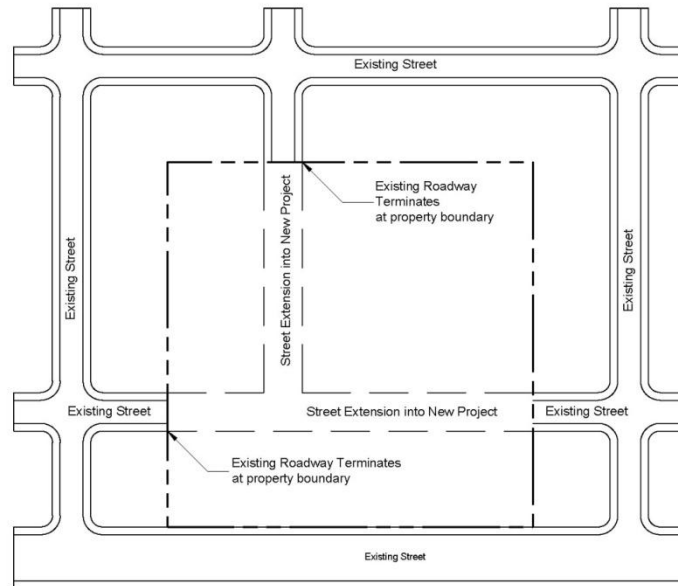 Existing Street
Existing Roadway
Terminates
at property boundary
Street Extension into New Project
Existing Street
Existing Street
Existing Street
Street Extension into New Project
Existing Street
Existing Roadway Terminates
at property boundary
Existing Street